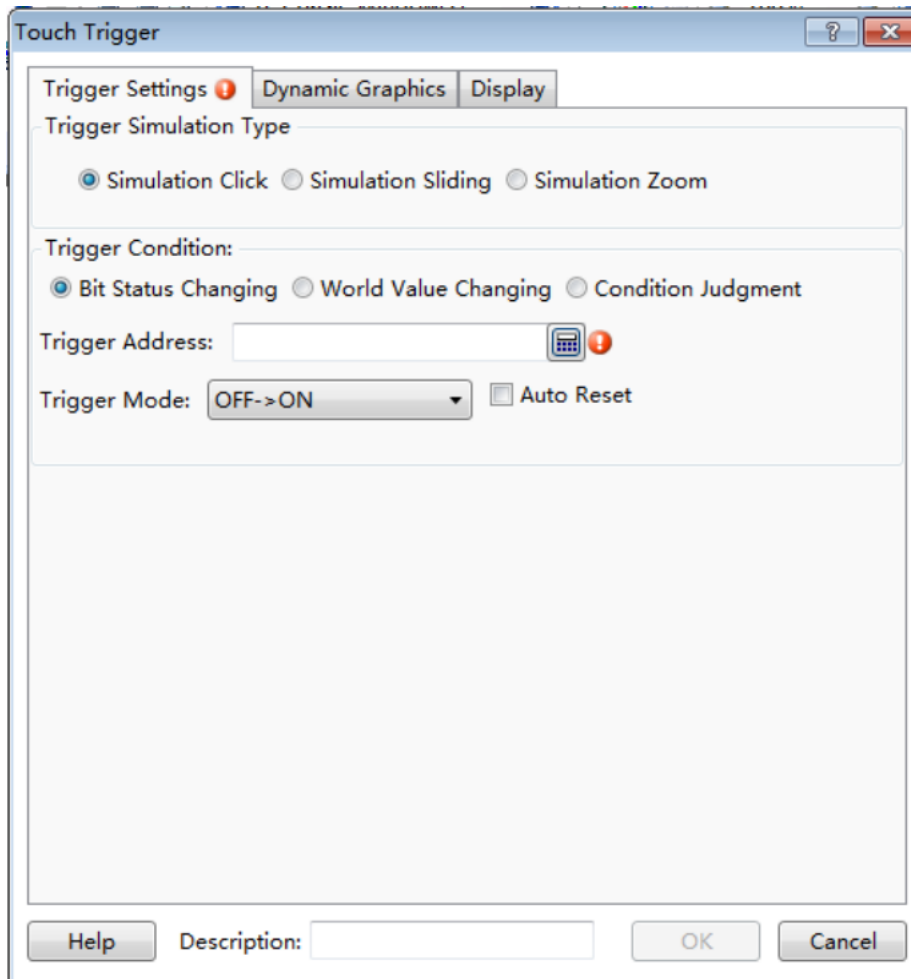 Touch Trigger
Trigger Settings Dynamic Graphics Display
Trigger Simulation Type
Simulation Click Simulation Sliding Simulation Zoom
Trigger Condition:
Bit Status Changing World Value Changing Condition Judgment
Trigger Address:
Trigger Mode: OFF->ON Auto Reset
Help Description: OK Cancel